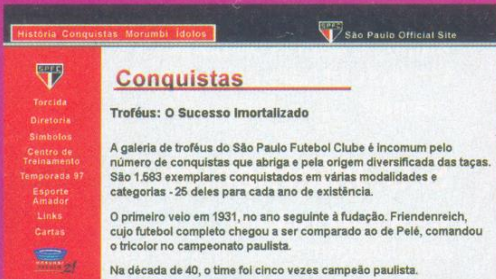 História Conquistas Morumbi Ídolos
SPFC
São Paulo Official Site
SPFC
Torcida
Diretoria
Símbolos
Centro de
Treinamento
Temporada 97
Esporte
Amador
Links
Cartas
Conquistas
Troféus: O Sucesso Imortalizado
A galeria de troféus do São Paulo Futebol Clube é incomum pelo
número de conquistas que abriga e pela origem diversificada das taças.
São 1.583 exemplares conquistados em várias modalidades e
categorias - 25 deles para cada ano de existência.
O primeiro veio em 1931, no ano seguinte à fudação. Friendenreich,
cujo futebol completo chegou a ser comparado ao de Pelé, comandou
o tricolor no campeonato paulista.
Na década de 40, o time foi cinco vezes campeão paulista.